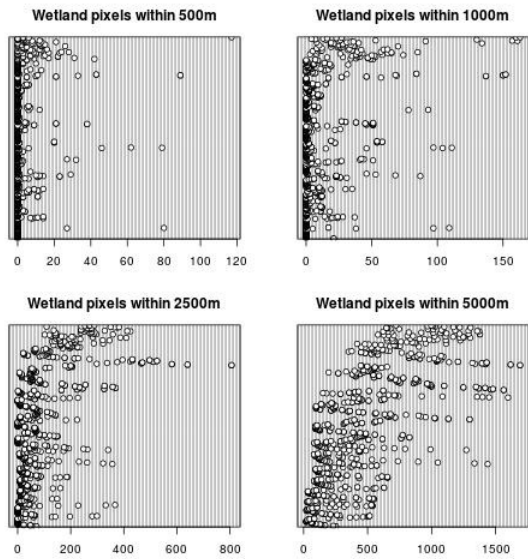 Wetland pixels within 500m
Wetland pixels within 1000m
0 20 40 60 80 100 120
0 50 100 150
Wetland pixels within 2500m
Wetland pixels within 5000m
0 200 400 600 800
0 500 1000 1500